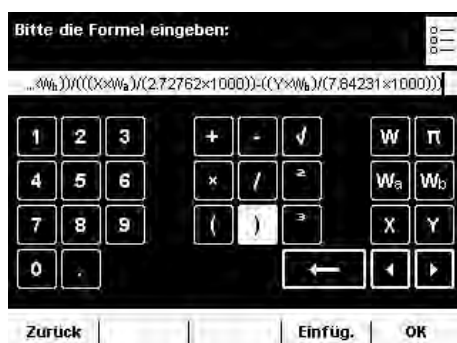 Bitte die Formel eingeben:
...×Wb))/(((X×Wa)/(2.72762×1000))-((Y×Wb)/(7.84231×1000)))
1 2 3 + - √ W π
4 5 6 × / ² Wa Wb
7 8 9 ( ) ³ X Y
0 .
Zurück Einfüg. OK